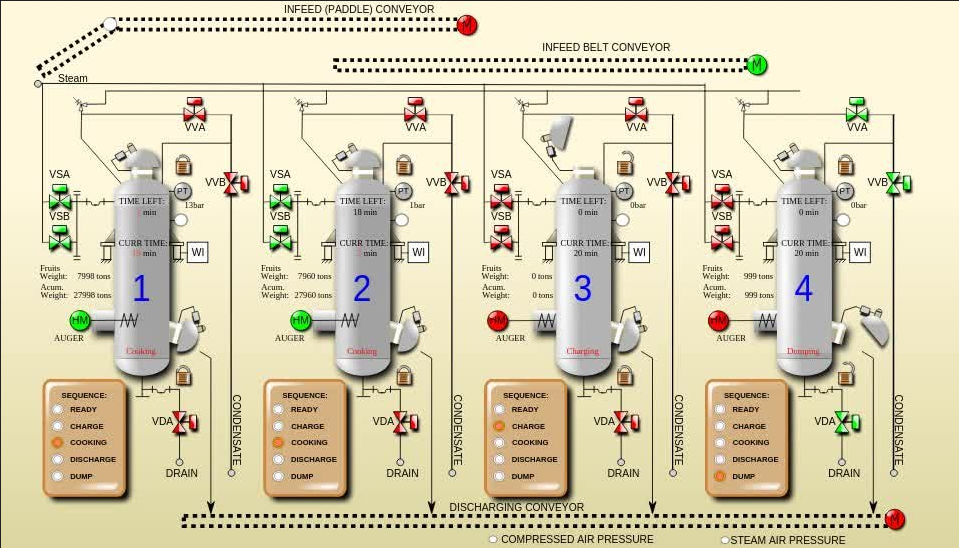 INFEED (PADDLE) CONVEYOR
M
INFEED BELT CONVEYOR
M
Steam
VVA
VVA
VVA
VVA
VSA
VSA
VSA
VSA
VVB
PT
VVB
PT
VVB
PT
VVB
PT
TIME LEFT:
min
13bar
TIME LEFT:
18 min
1bar
TIME LEFT:
0 min
0bar
TIME LEFT:
0 min
0bar
VSB
VSB
VSB
VSB
CURR TIME:
min
WI
CURR TIME:
min
WI
CURR TIME:
20 min
WI
CURR TIME:
20 min
WI
Fruits
Weight: 7998 tons
Acum.
Weight: 27998 tons
1
Fruits
Weight: 7960 tons
Acum.
Weight: 27960 tons
2
Fruits
Weight: 0 tons
Acum.
Weight: 0 tons
3
Fruits
Weight: 999 tons
Acum.
Weight: 999 tons
4
HM
AUGER
HM
AUGER
HM
AUGER
HM
AUGER
Cooking
Cooking
Charging
Dumping
SEQUENCE:
READY
CHARGE
COOKING
DISCHARGE
DUMP
VDA
DRAIN
CONDENSATE
SEQUENCE:
READY
CHARGE
COOKING
DISCHARGE
DUMP
VDA
DRAIN
CONDENSATE
SEQUENCE:
READY
CHARGE
COOKING
DISCHARGE
DUMP
VDA
DRAIN
CONDENSATE
SEQUENCE:
READY
CHARGE
COOKING
DISCHARGE
DUMP
VDA
DRAIN
CONDENSATE
DISCHARGING CONVEYOR
M
COMPRESSED AIR PRESSURE
STEAM AIR PRESSURE